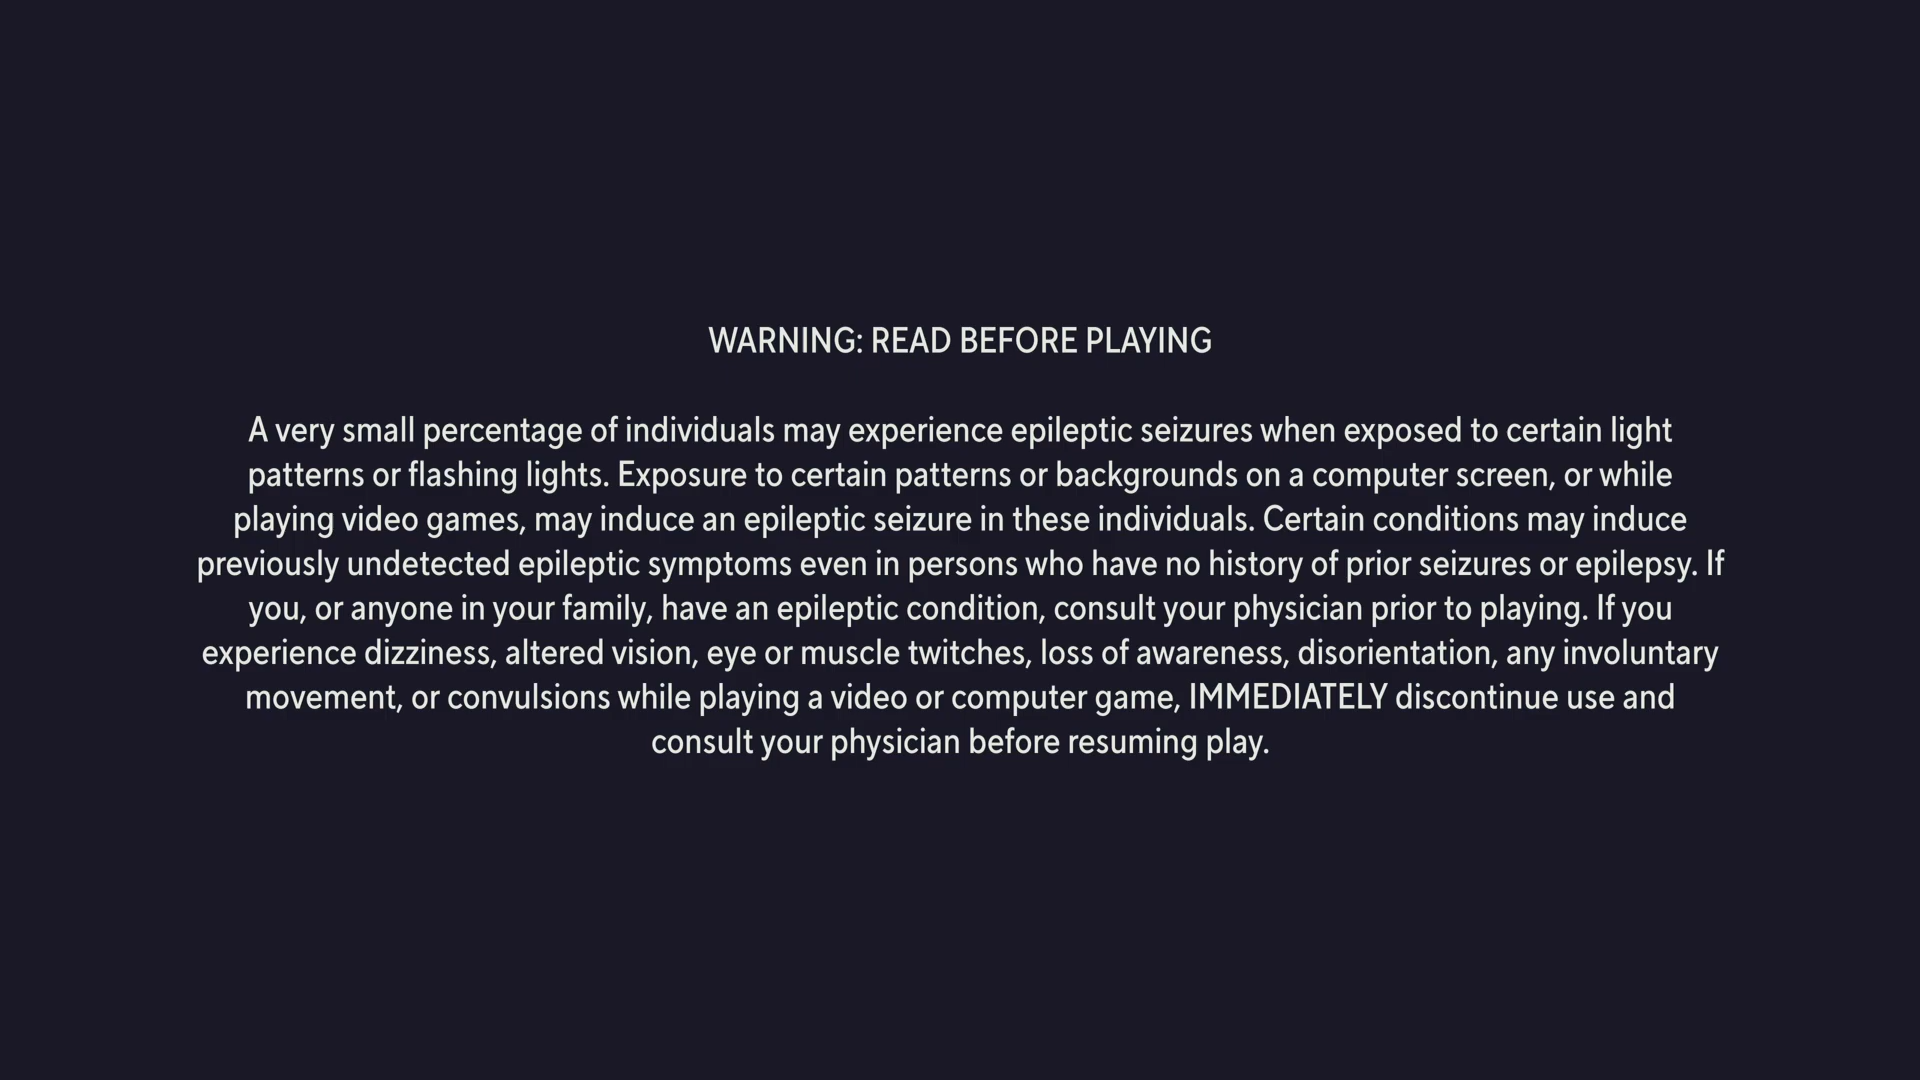 WARNING: READ BEFORE PLAYING
A very small percentage of individuals may experience epileptic seizures when exposed to certain light
patterns or flashing lights. Exposure to certain patterns or backgrounds on a computer screen, or while
playing video games, may induce an epileptic seizure in these individuals. Certain conditions may induce
previously undetected epileptic symptoms even in persons who have no history of prior seizures or epilepsy. If
you, or anyone in your family, have an epileptic condition, consult your physician prior to playing. If you
experience dizziness, altered vision, eye or muscle twitches, loss of awareness, disorientation, any involuntary
movement, or convulsions while playing a video or computer game, IMMEDIATELY discontinue use and
consult your physician before resuming play.